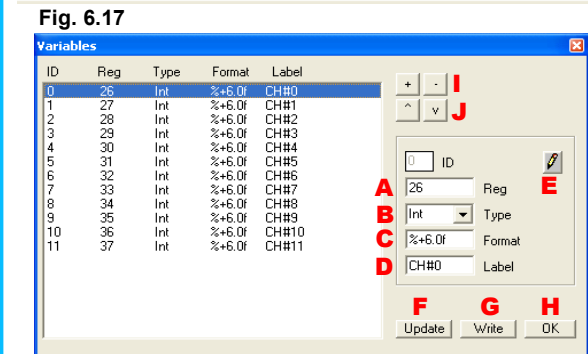 Fig. 6.17
Variables
ID Reg Type Format Label
0 26 Int %+6.0f CH#0
1 27 Int %+6.0f CH#1
2 28 Int %+6.0f CH#2
3 29 Int %+6.0f CH#3
4 30 Int %+6.0f CH#4
5 31 Int %+6.0f CH#5
6 32 Int %+6.0f CH#6
7 33 Int %+6.0f CH#7
8 34 Int %+6.0f CH#8
9 35 Int %+6.0f CH#9
10 36 Int %+6.0f CH#10
11 37 Int %+6.0f CH#11
+ - I
^ v J
0 ID
E
A 26 Reg
B Int Type
C %+6.0f Format
D CH#0 Label
F G H
Update Write OK